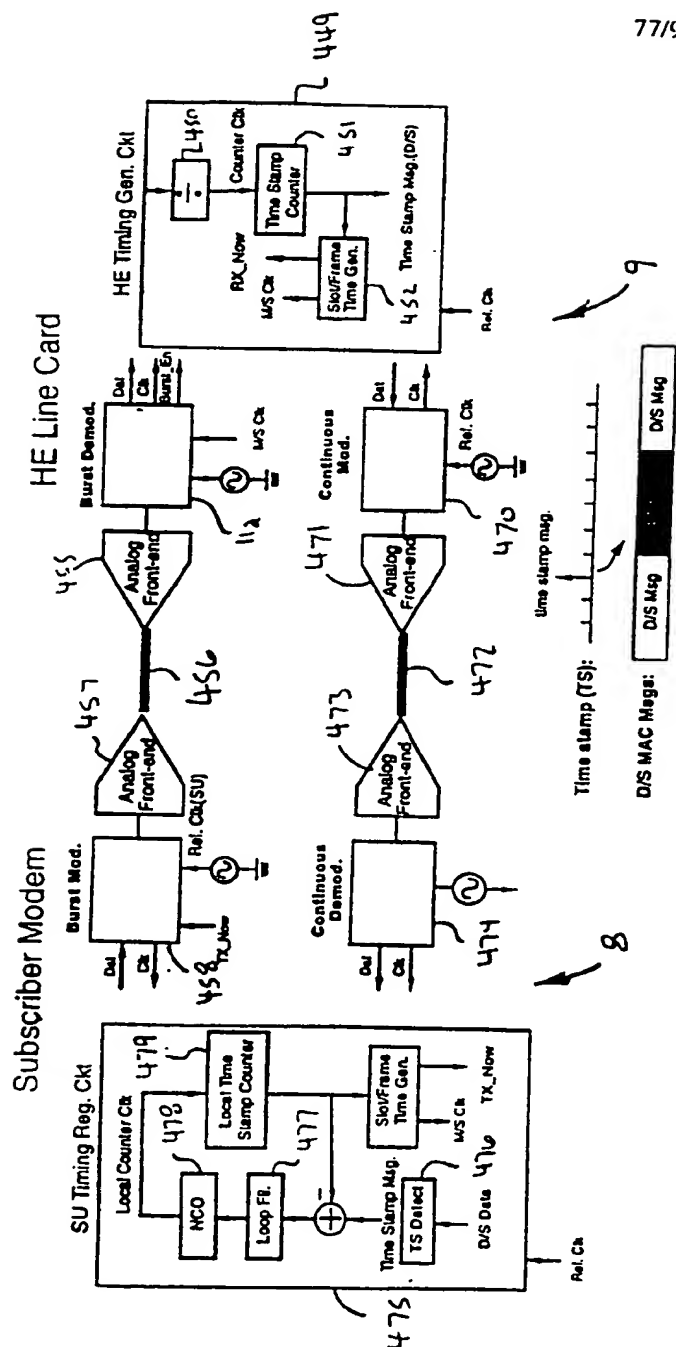 77/9
Subscriber Modem
HE Line Card
SU Timing Reg. Ckt
Local Counter Clk
479
Local Time
Stamp Counter
478
NCO
477
Loop Fil.
+
-
Time Stamp Msg.
TS Detect
476
D/S Data
Slot/Frame
Time Gen.
M/S Clk
TX_Now
Rel. Clk
475
Burst Mod.
Dat
Clk
458
TX_Now
Rel. Clk(SU)
457
Analog
Front-end
456
455
Analog
Front-end
Burst Demod.
Dat
Clk
Burst_En
M/S Clk
112
Continuous
Demod.
Dat
Clk
474
473
Analog
Front-end
472
471
Analog
Front-end
Continuous
Mod.
Dat
Rel. Clk
470
8
HE Timing Gen. Ckt
449
450
÷
Counter Clk
451
Time Stamp
Counter
RX_Now
M/S Clk
Slot/Frame
Time Gen.
452
Time Stamp Msg.(D/S)
Rel. Clk
9
Time stamp (TS):
time stamp msg.
D/S MAC Msgs:
D/S Msg
D/S Msg